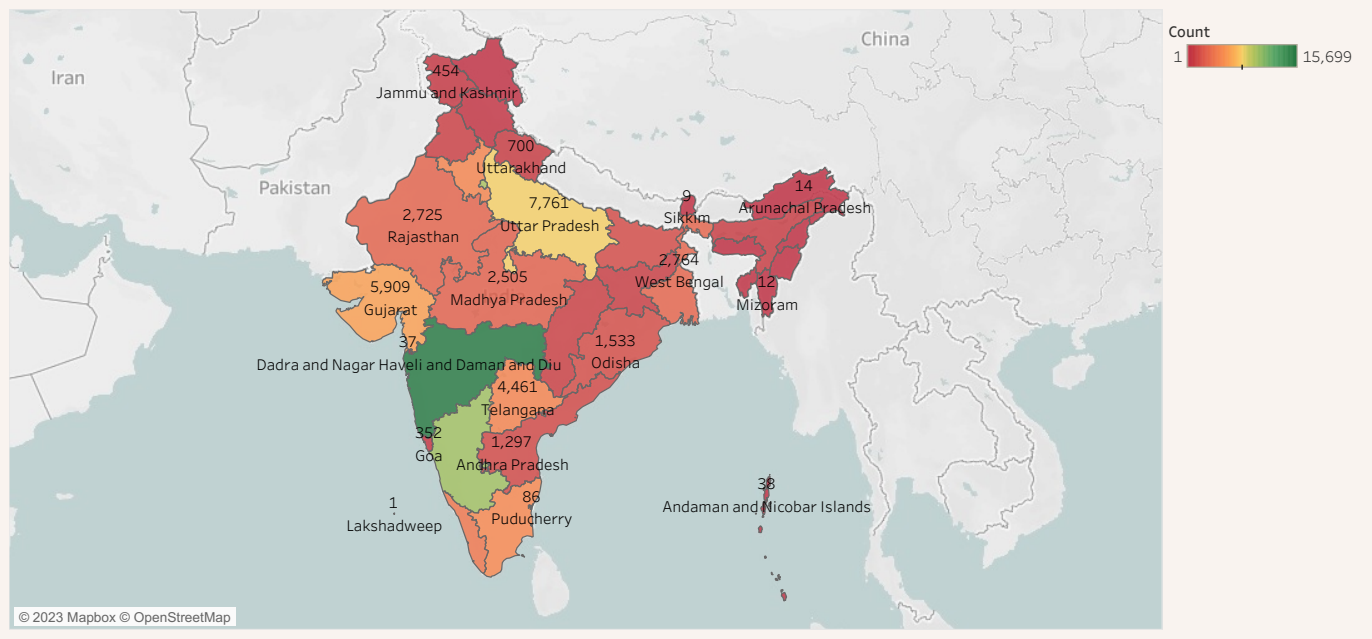 Count
1
15,699
China
Iran
454
Jammu and Kashmir
700
Uttarakhand
Pakistan
9
Sikkim
14
Arunachal Pradesh
7,761
Uttar Pradesh
2,725
Rajasthan
2,764
West Bengal
2,505
Madhya Pradesh
12
Mizoram
5,909
Gujarat
37
Dadra and Nagar Haveli and Daman and Diu
1,533
Odisha
4,461
Telangana
352
Goa
1,297
Andhra Pradesh
38
Andaman and Nicobar Islands
86
Puducherry
1
Lakshadweep
© 2023 Mapbox © OpenStreetMap